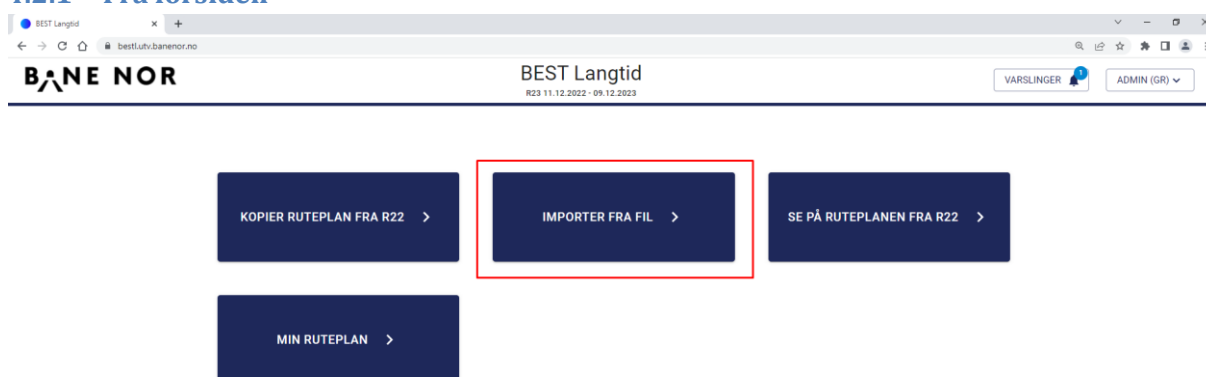 BEST Langtid
bestl.utv.banenor.no
BANE NOR
BEST Langtid
R23 11.12.2022 - 09.12.2023
VARSLINGER 1
ADMIN (GR)
KOPIER RUTEPLAN FRA R22
IMPORTER FRA FIL
SE PÅ RUTEPLANEN FRA R22
MIN RUTEPLAN